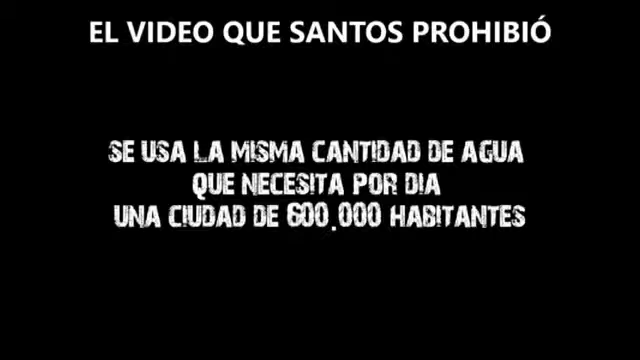 EL VIDEO QUE SANTOS PROHIBIÓ
SE USA LA MISMA CANTIDAD DE AGUA
QUE NECESITA POR DIA
UNA CIUDAD DE 600.000 HABITANTES